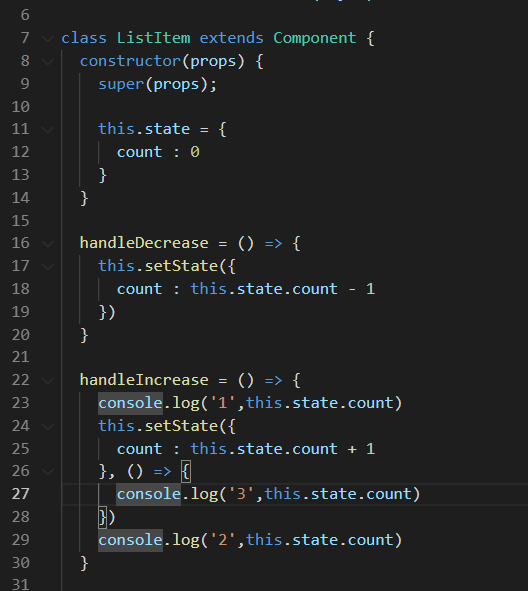 6
7 class ListItem extends Component {
8 constructor(props) {
9 super(props);
10
11 this.state = {
12 count : 0
13 }
14 }
15
16 handleDecrease = () => {
17 this.setState({
18 count : this.state.count - 1
19 })
20 }
21
22 handleIncrease = () => {
23 console.log('1',this.state.count)
24 this.setState({
25 count : this.state.count + 1
26 }, () => {
27 console.log('3',this.state.count)
28 })
29 console.log('2',this.state.count)
30 }
31